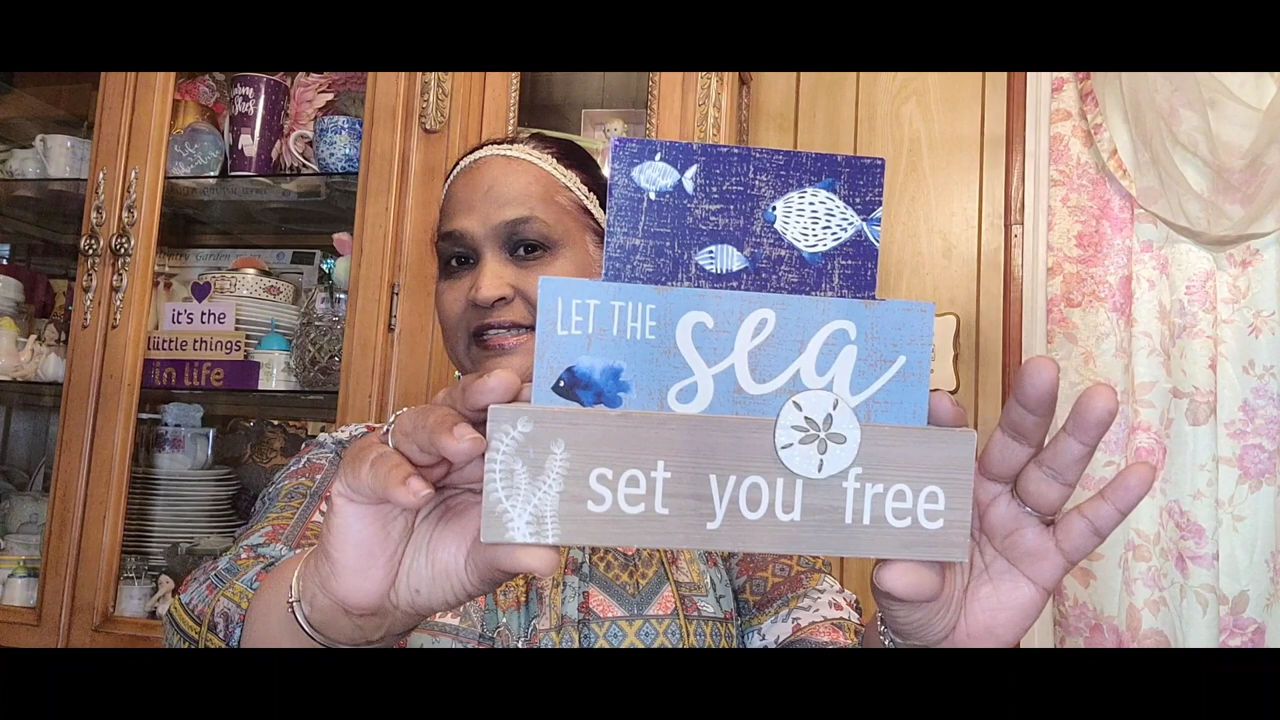 LET THE sea
set you free
it's the
little things
in life